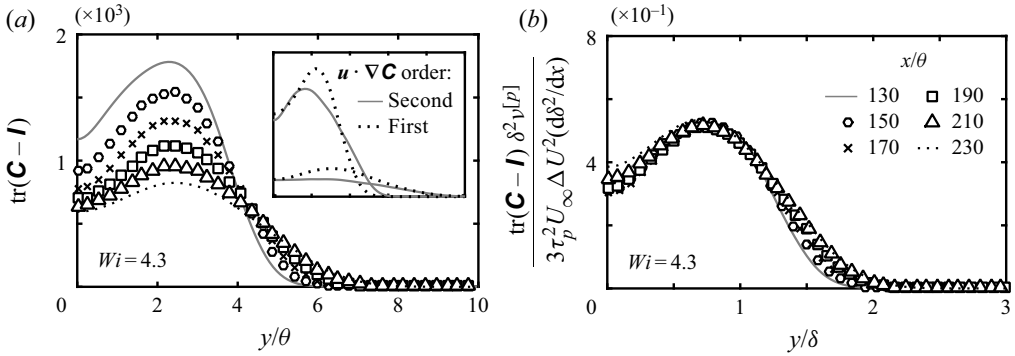 (a)
(×10³)
2
1
0
tr(C – I)
u · ∇C order:
Second
First
Wi = 4.3
0 2 4 6 8 10
y/θ
(b)
(×10⁻¹)
8
4
0
tr(C – I) δ²ν[p]
3τp²U∞ΔU²(dδ²/dx)
x/θ
130 190
150 210
170 230
Wi = 4.3
0 1 2 3
y/δ